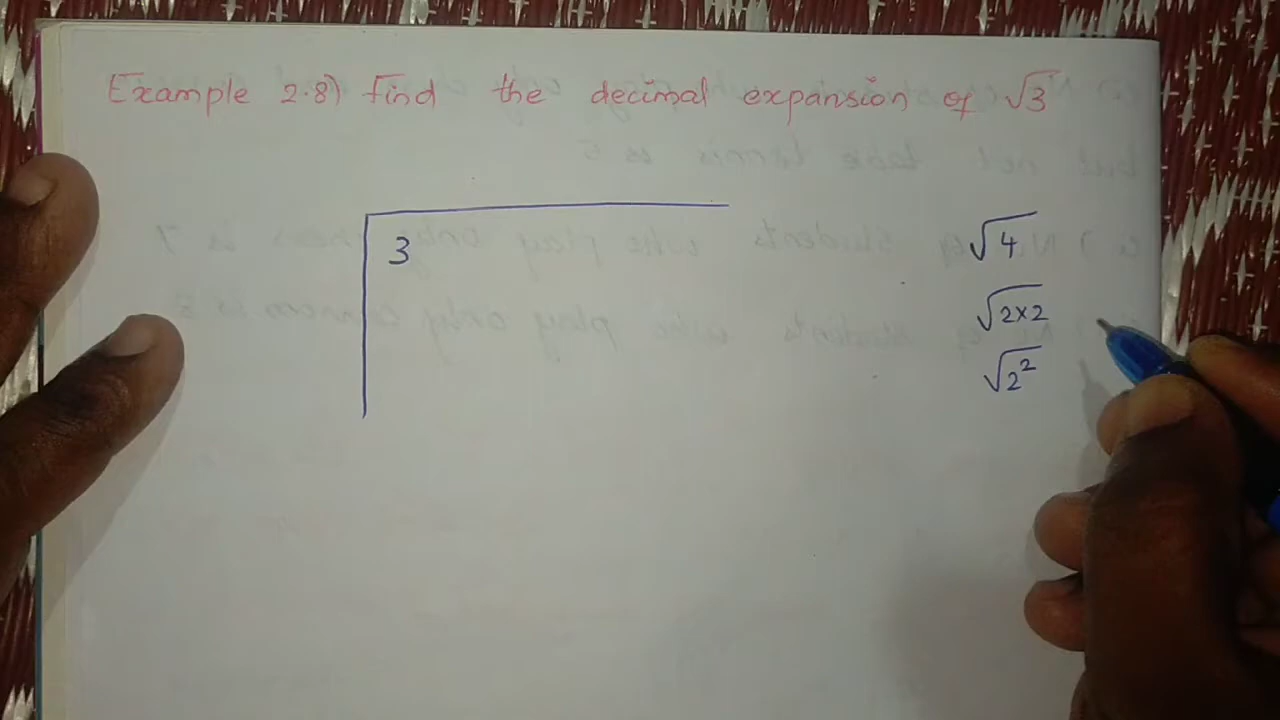 Example 2.8) Find the decimal expansion of √3
3
√4
√2×2
√2²